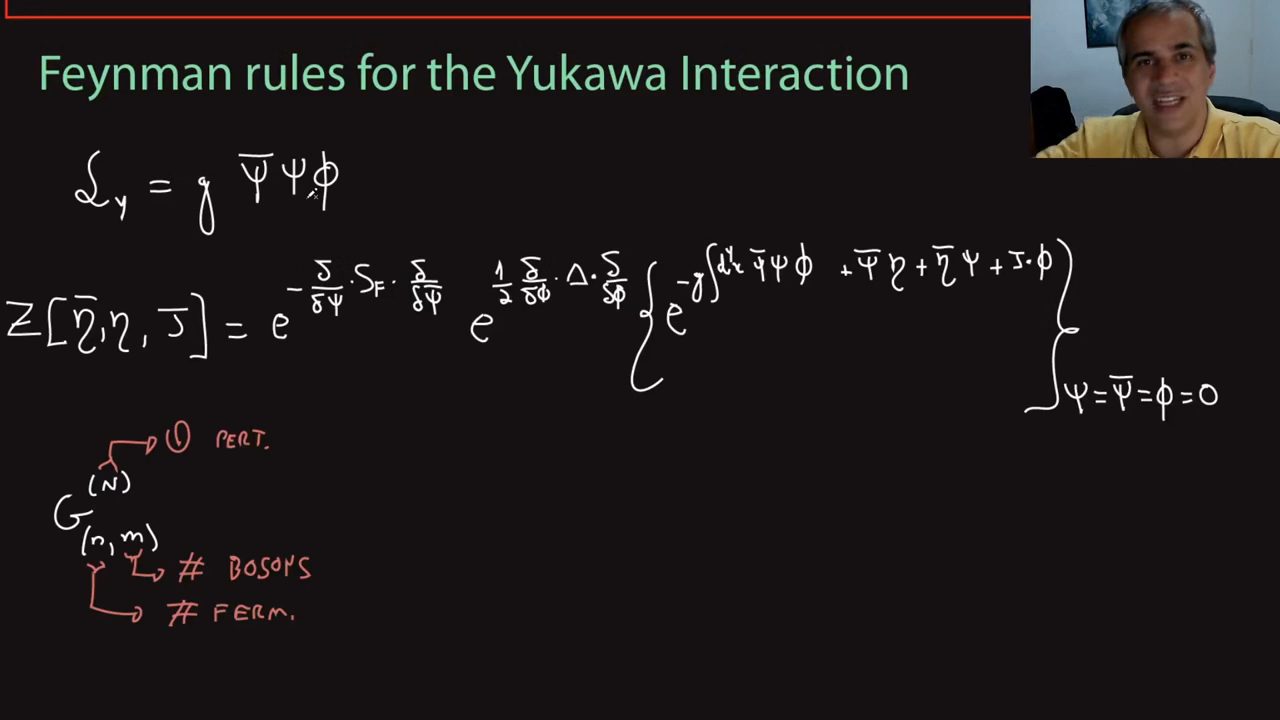 Feynman rules for the Yukawa Interaction
ℒ_Y = g ψ̄ ψ ϕ
Z[η̄, η, J] = e^{-δ/δψ · S_F · δ/δψ̄} e^{1/2 δ/δϕ · Δ · δ/δϕ} { e^{-g∫d⁴x ψ̄ψϕ + ψ̄η + η̄ψ + J·ϕ} }_{ψ=ψ̄=ϕ=0}
① PERT.
G^{(N)}_{(n,m)}
# BOSONS
# FERM.